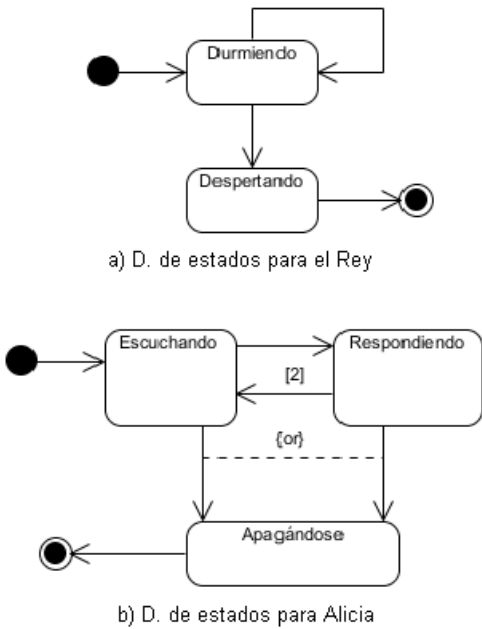 Durmiendo
Despertando
a) D. de estados para el Rey
Escuchando
Respondiendo
[2]
{or}
Apagándose
b) D. de estados para Alicia